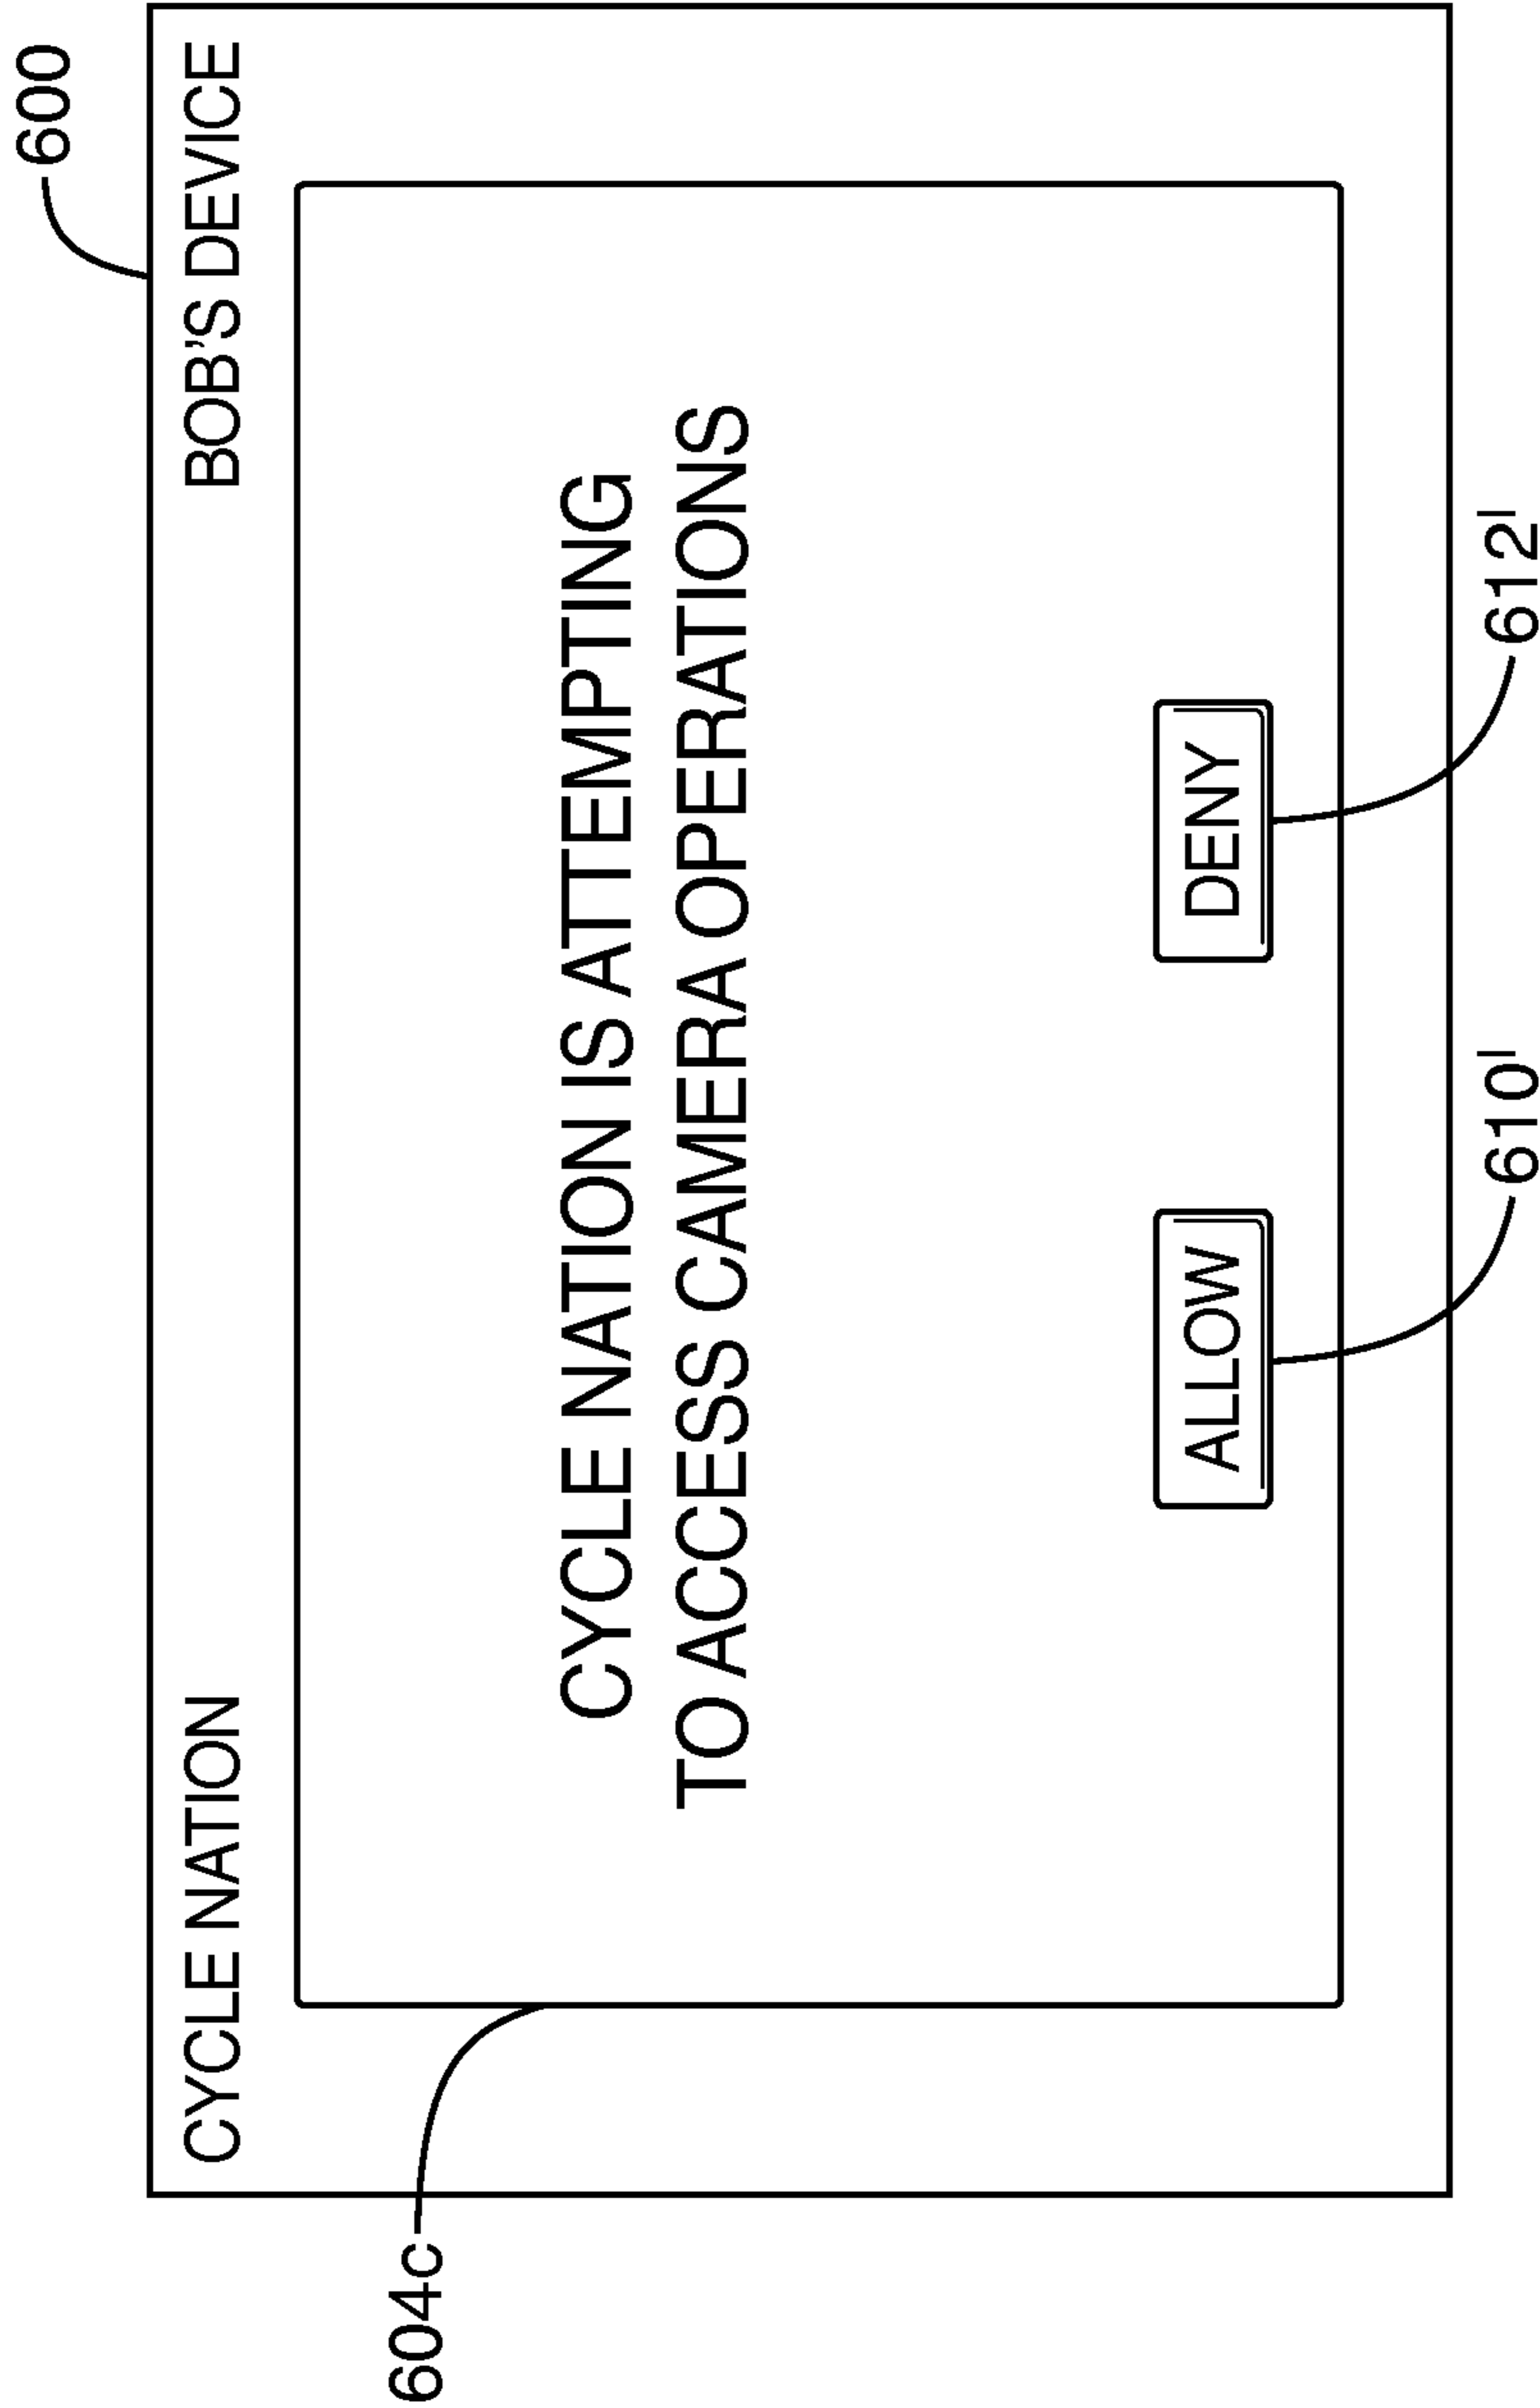 600
CYCLE NATION BOB'S DEVICE
604c
CYCLE NATION IS ATTEMPTING
TO ACCESS CAMERA OPERATIONS
ALLOW DENY
610' 612'